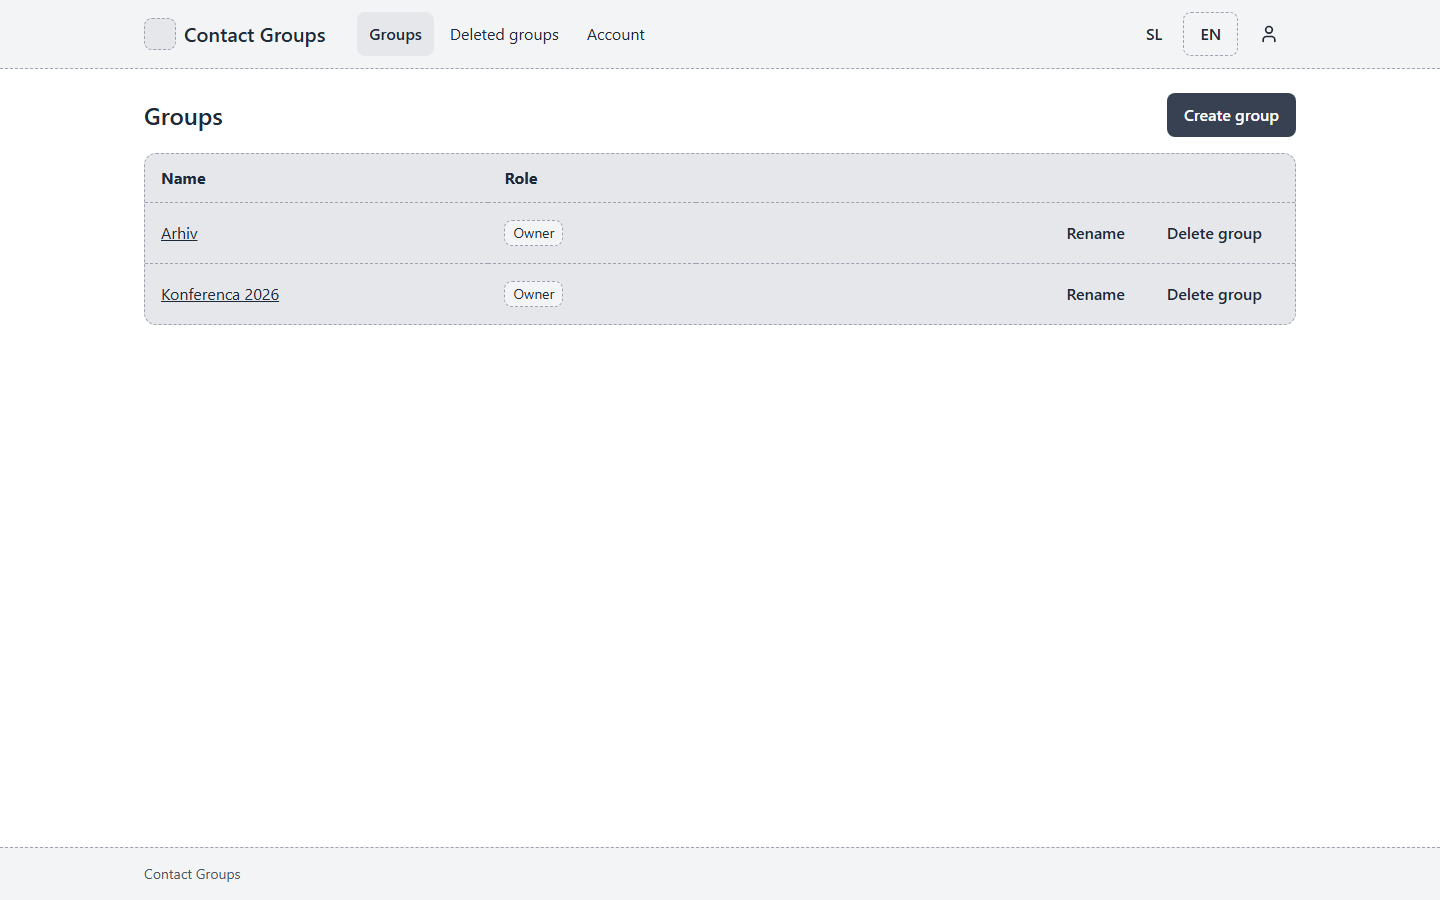 Contact Groups Groups Deleted groups Account SL EN
Groups Create group
Name Role
Arhiv Owner Rename Delete group
Konferenca 2026 Owner Rename Delete group
Contact Groups